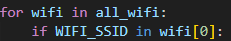 for wifi in all_wifi:
    if WIFI_SSID in wifi[0]: